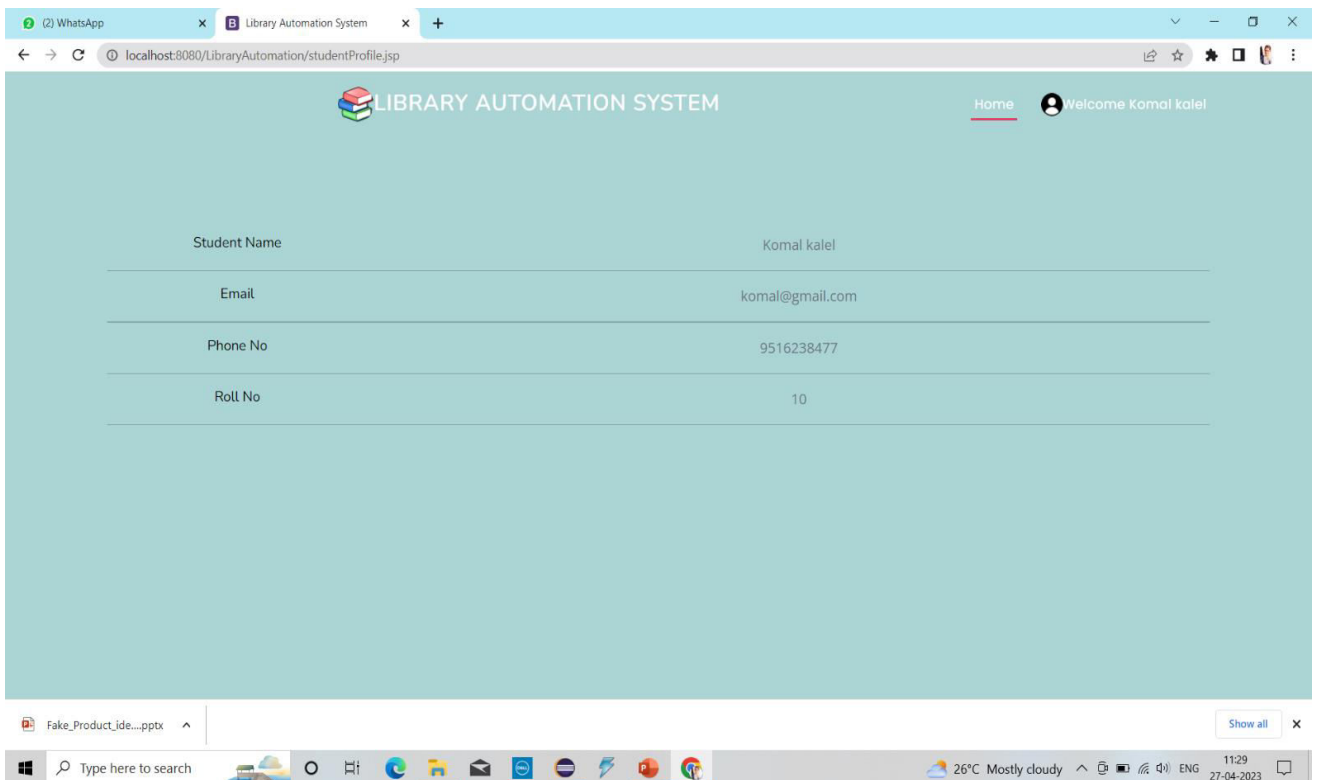 (2) WhatsApp
Library Automation System
localhost:8080/LibraryAutomation/studentProfile.jsp
LIBRARY AUTOMATION SYSTEM
Home
Welcome Komal kalel
Student Name Komal kalel
Email komal@gmail.com
Phone No 9516238477
Roll No 10
Fake_Product_ide....pptx
Show all
Type here to search
26°C Mostly cloudy
ENG
11:29
27-04-2023